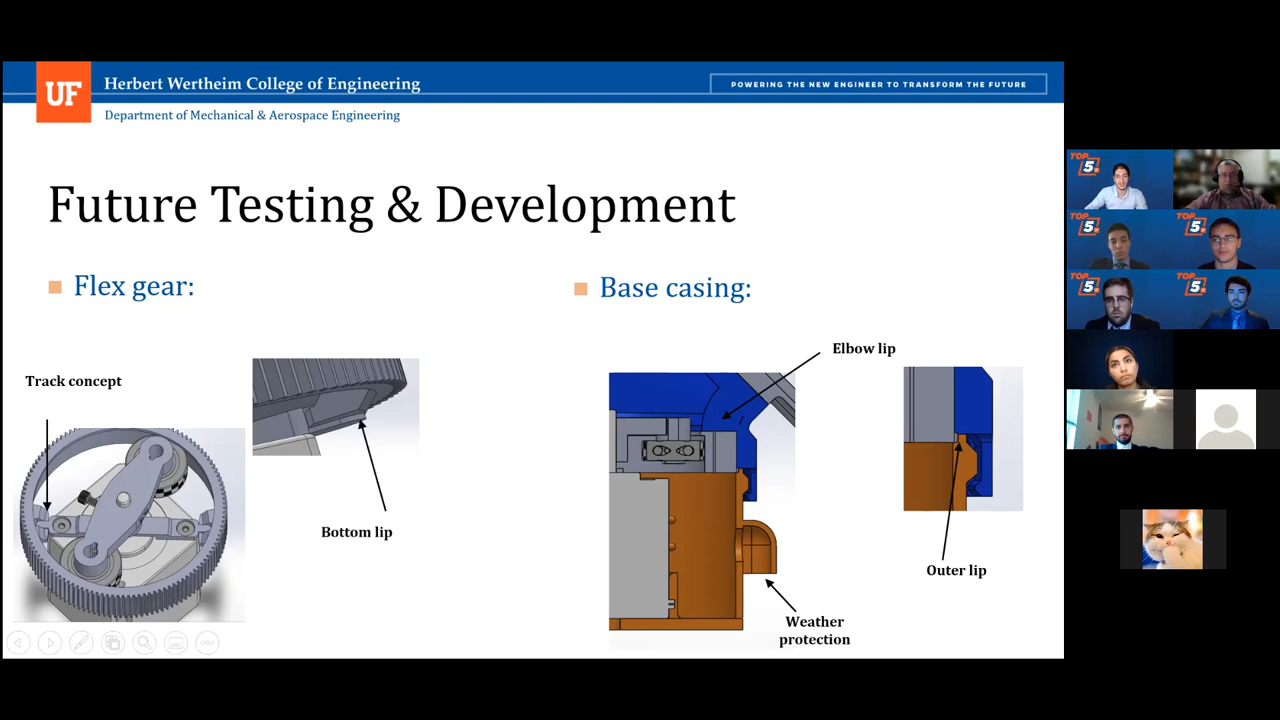 UF
Herbert Wertheim College of Engineering
POWERING THE NEW ENGINEER TO TRANSFORM THE FUTURE
Department of Mechanical & Aerospace Engineering
Future Testing & Development
Flex gear:
Track concept
Bottom lip
Base casing:
Elbow lip
Outer lip
Weather
protection
TOP
5.
TOP
5.
TOP
5.
TOP
5.
TOP
5.